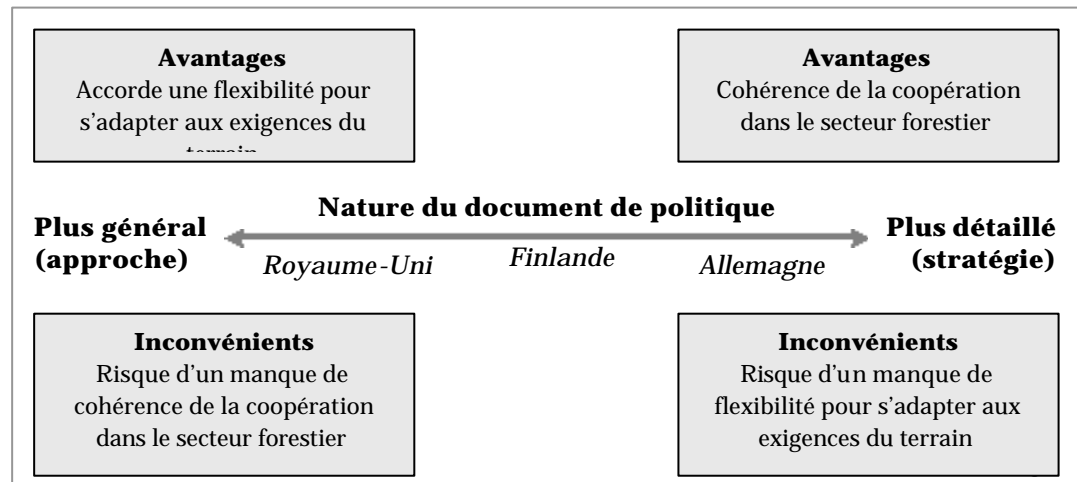 Avantages
Accorde une flexibilité pour
s’adapter aux exigences du
terrain
Avantages
Cohérence de la coopération
dans le secteur forestier
Nature du document de politique
Plus général
(approche)
Royaume-Uni
Finlande
Allemagne
Plus détaillé
(stratégie)
Inconvénients
Risque d’un manque de
cohérence de la coopération
dans le secteur forestier
Inconvénients
Risque d’un manque de
flexibilité pour s’adapter aux
exigences du terrain